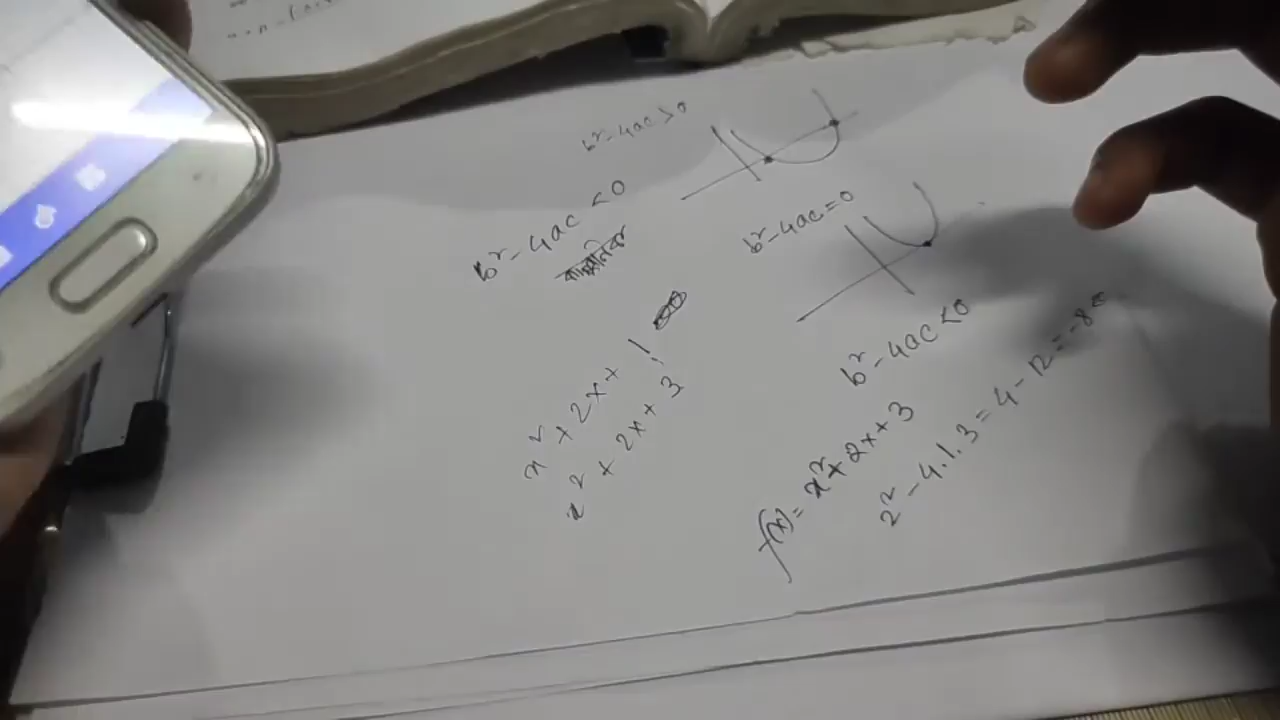 b²-4ac>0
b²-4ac<0
b²-4ac=0
x²+2x+1
x²+2x+3
b²-4ac<0
f(x)=x²+2x+3
2²-4.1.3=4-12=-8